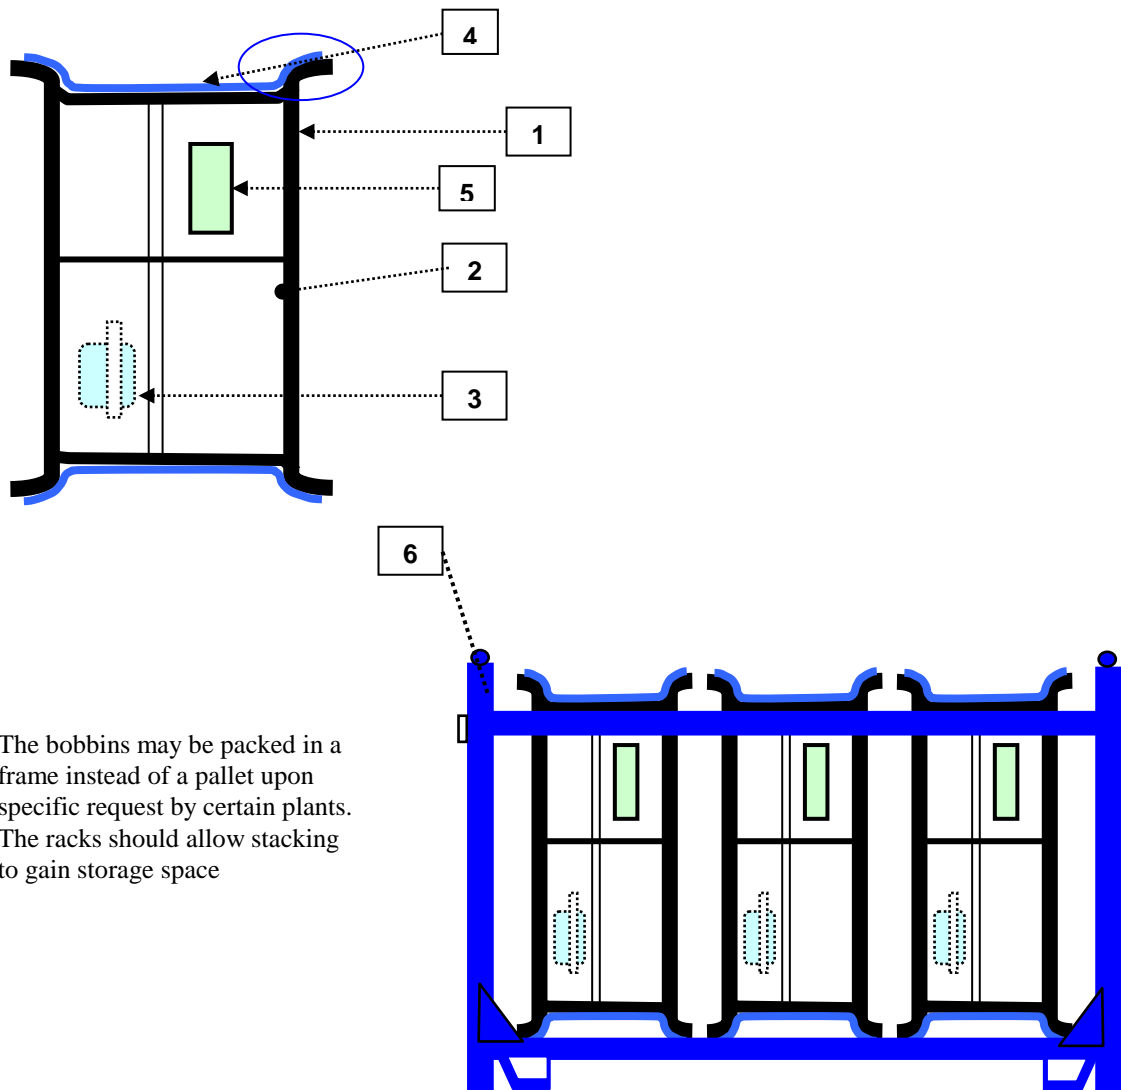 4
1
5
2
3
6
The bobbins may be packed in a
frame instead of a pallet upon
specific request by certain plants.
The racks should allow stacking
to gain storage space